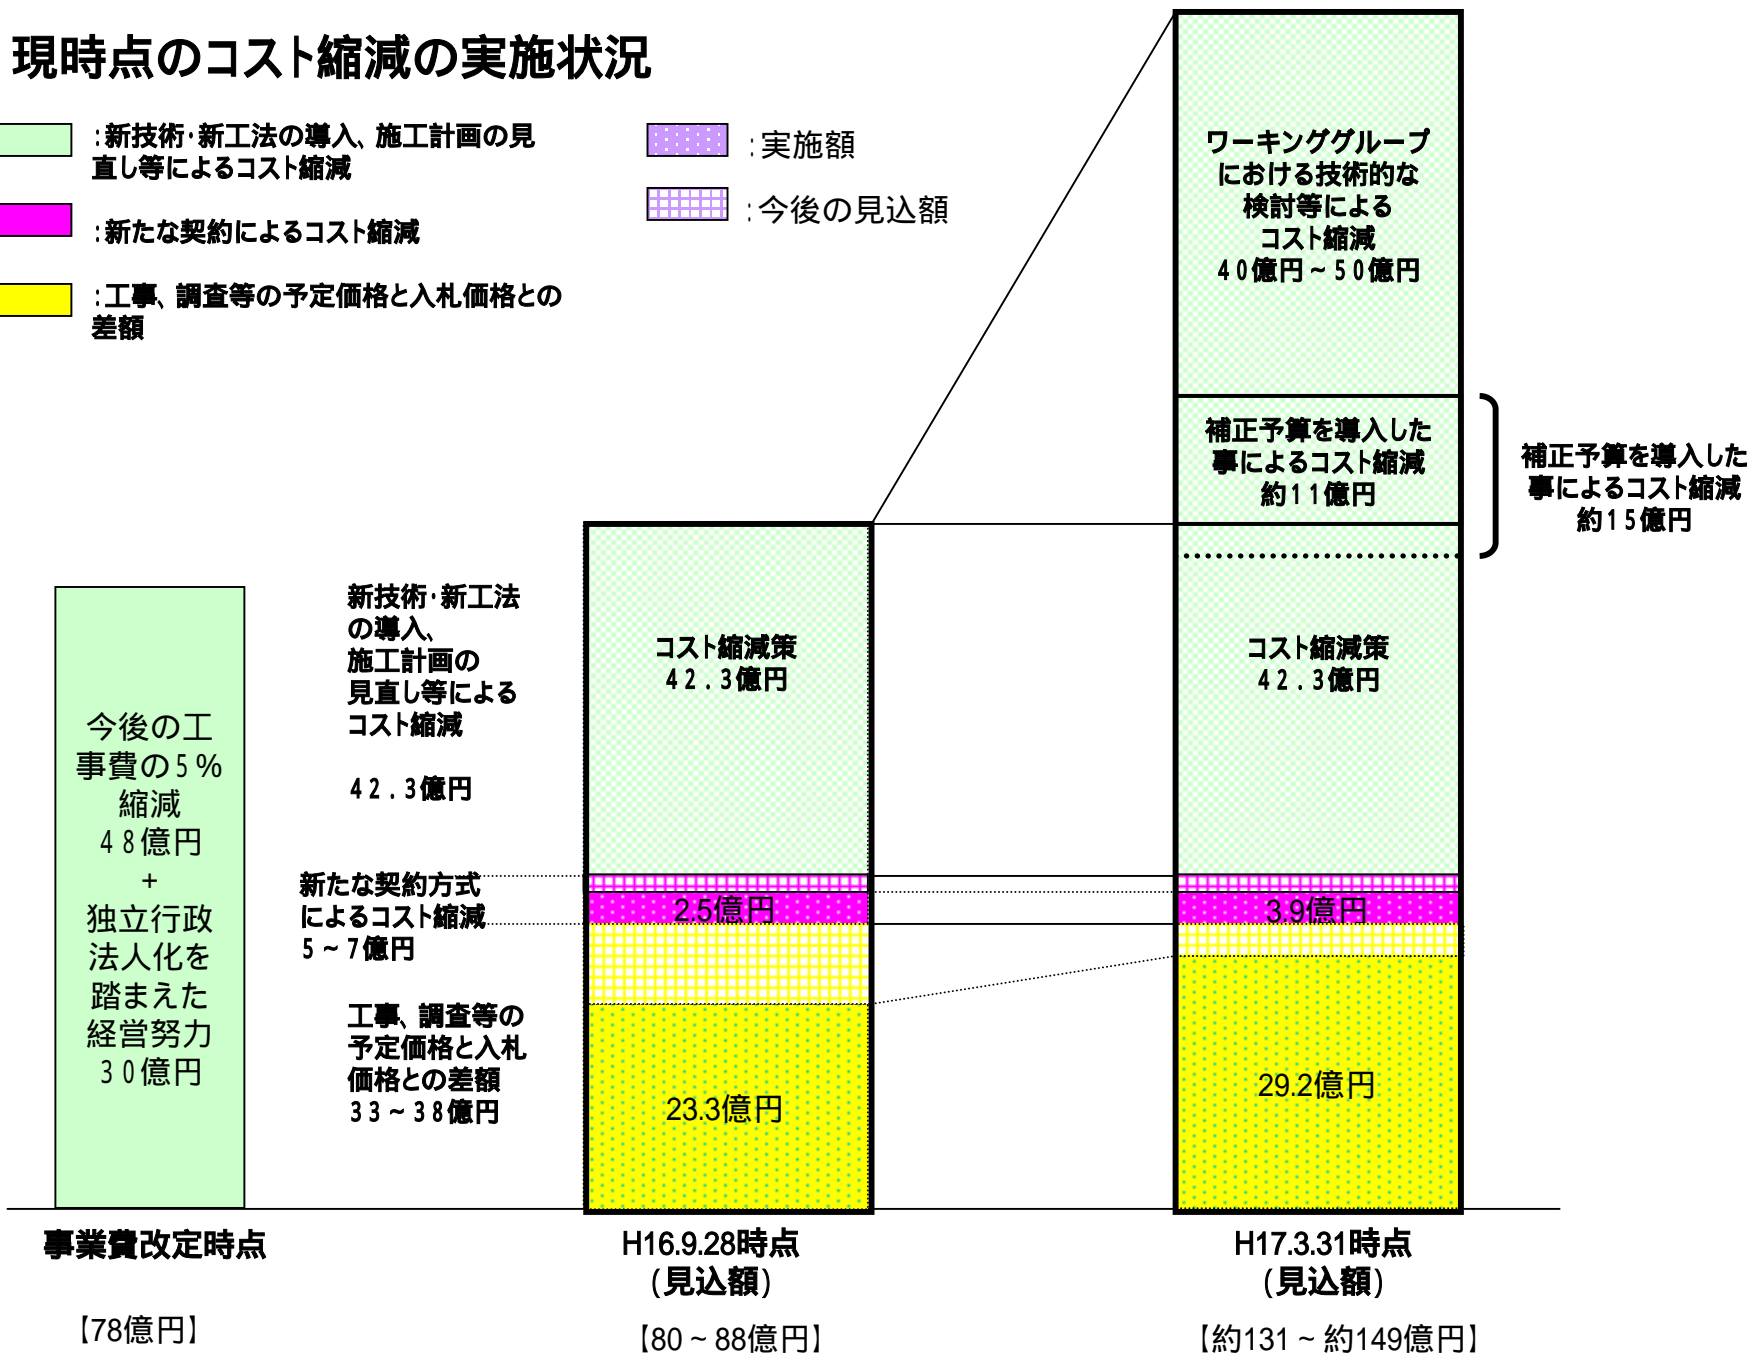 現時点のコスト縮減の実施状況
:新技術・新工法の導入、施工計画の見
直し等によるコスト縮減
:新たな契約によるコスト縮減
:工事、調査等の予定価格と入札価格との
差額
:実施額
:今後の見込額
ワーキンググループ
における技術的な
検討等による
コスト縮減
40億円~50億円
補正予算を導入した
事によるコスト縮減
約11億円
補正予算を導入した
事によるコスト縮減
約15億円
コスト縮減策
42.3億円
3.9億円
29.2億円
コスト縮減策
42.3億円
2.5億円
23.3億円
新技術・新工法
の導入、
施工計画の
見直し等による
コスト縮減
42.3億円
新たな契約方式
によるコスト縮減
5~7億円
工事、調査等の
予定価格と入札
価格との差額
33~38億円
今後の工
事費の5%
縮減
48億円
+
独立行政
法人化を
踏まえた
経営努力
30億円
事業費改定時点
【78億円】
H16.9.28時点
(見込額)
【80~88億円】
H17.3.31時点
(見込額)
【約131~約149億円】